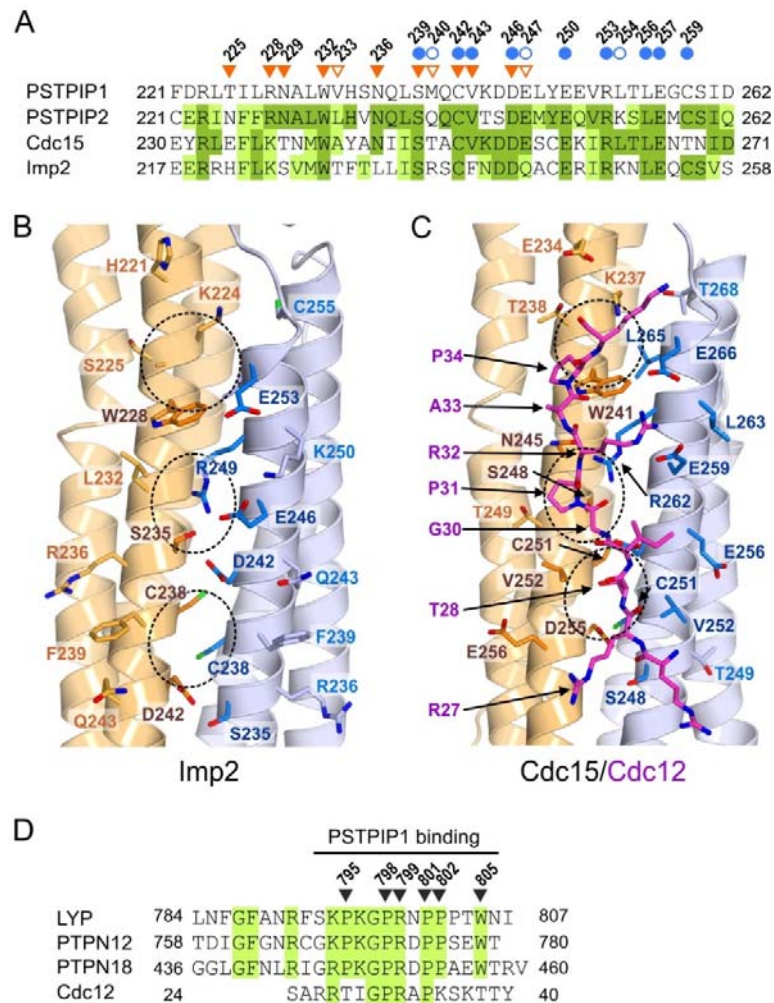 A
225 228 229 232 233 236 239 240 242 243 246 247 250 253 254 256 257 259
PSTPIP1 221 FDRLTILRNALWVHSNQLSMQCVKDDELYEEVRLTLEGCSID 262
PSTPIP2 221 CERINFFRNALWLHVNQLSQQCVTSDEMYEQVRKSLEMCSIQ 262
Cdc15 230 EYRLEFLKTNMWAYANIISTACVKDDESCEKIRLTLENTNID 271
Imp2 217 EERRHFLKSVMWTFTLLISRSCFNDDQACERIRKNLEQCSVS 258
B
H221
K224
C255
S225
E253
W228
R249
K250
L232
E246
S235
R236
D242
Q243
C238
F239
F239
C238
R236
Q243
D242
S235
Imp2
C
E234
K237
T268
T238
L265
E266
P34
A33
W241
L263
N245
R32
E259
S248
P31
R262
T249
G30
C251
E256
V252
C251
T28
V252
D255
E256
T249
R27
S248
Cdc15/Cdc12
D
PSTPIP1 binding
795 798 799 801 802 805
LYP 784 LNFGFANRFSKPKGPRNPPPTWNI 807
PTPN12 758 TDIGFGNRCGKPKGPRDPPSEWT 780
PTPN18 436 GGLGFNLRIGRPKGPRDPPAEWTRV 460
Cdc12 24 SARRTIGPRAPKSKTTY 40